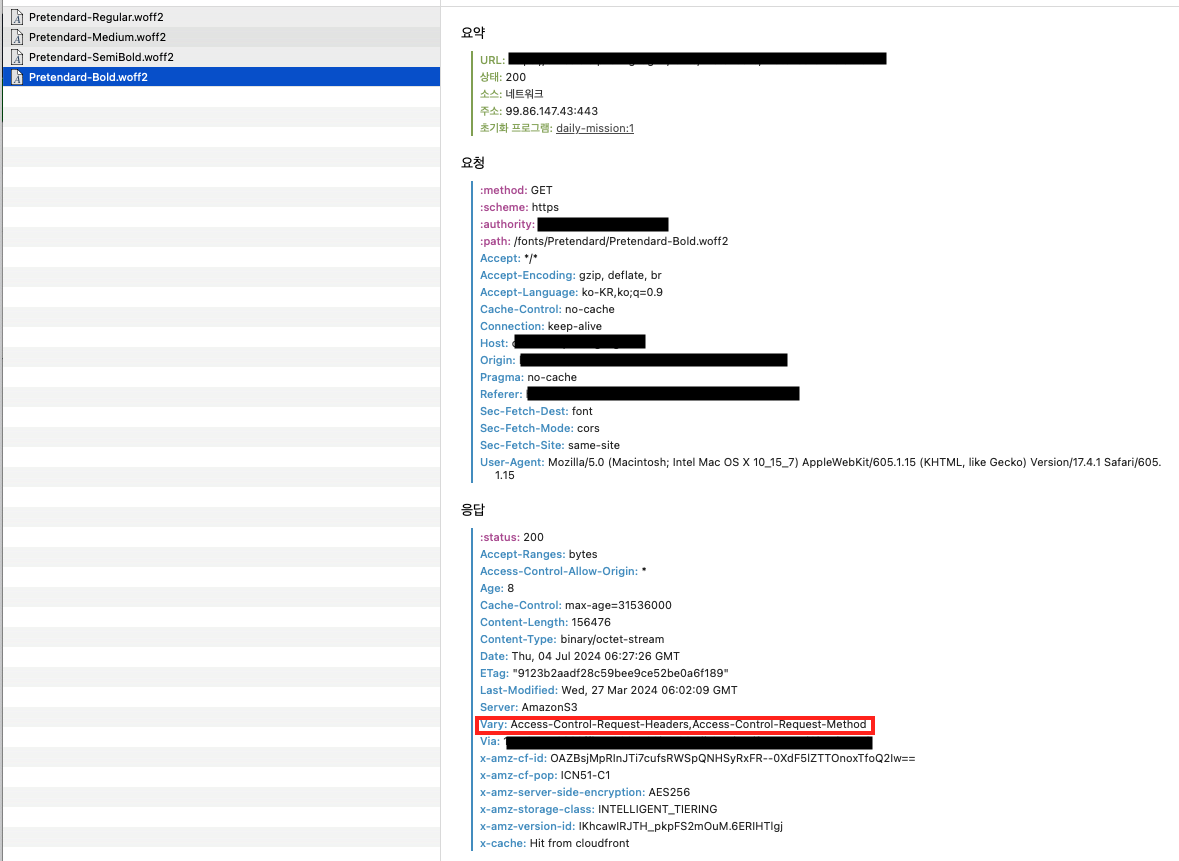 Pretendard-Regular.woff2
Pretendard-Medium.woff2
Pretendard-SemiBold.woff2
Pretendard-Bold.woff2
요약
URL:
상태: 200
소스: 네트워크
주소: 99.86.147.43:443
초기화 프로그램: daily-mission:1
요청
:method: GET
:scheme: https
:authority:
:path: /fonts/Pretendard/Pretendard-Bold.woff2
Accept: */*
Accept-Encoding: gzip, deflate, br
Accept-Language: ko-KR,ko;q=0.9
Cache-Control: no-cache
Connection: keep-alive
Host:
Origin:
Pragma: no-cache
Referer:
Sec-Fetch-Dest: font
Sec-Fetch-Mode: cors
Sec-Fetch-Site: same-site
User-Agent: Mozilla/5.0 (Macintosh; Intel Mac OS X 10_15_7) AppleWebKit/605.1.15 (KHTML, like Gecko) Version/17.4.1 Safari/605.
1.15
응답
:status: 200
Accept-Ranges: bytes
Access-Control-Allow-Origin: *
Age: 8
Cache-Control: max-age=31536000
Content-Length: 156476
Content-Type: binary/octet-stream
Date: Thu, 04 Jul 2024 06:27:26 GMT
ETag: "9123b2aadf28c59bee9ce52be0a6f189"
Last-Modified: Wed, 27 Mar 2024 06:02:09 GMT
Server: AmazonS3
Vary: Access-Control-Request-Headers,Access-Control-Request-Method
Via:
x-amz-cf-id:
x-amz-cf-pop: ICN51-C1
x-amz-server-side-encryption: AES256
x-amz-storage-class: INTELLIGENT_TIERING
x-amz-version-id:
x-cache: Hit from cloudfront